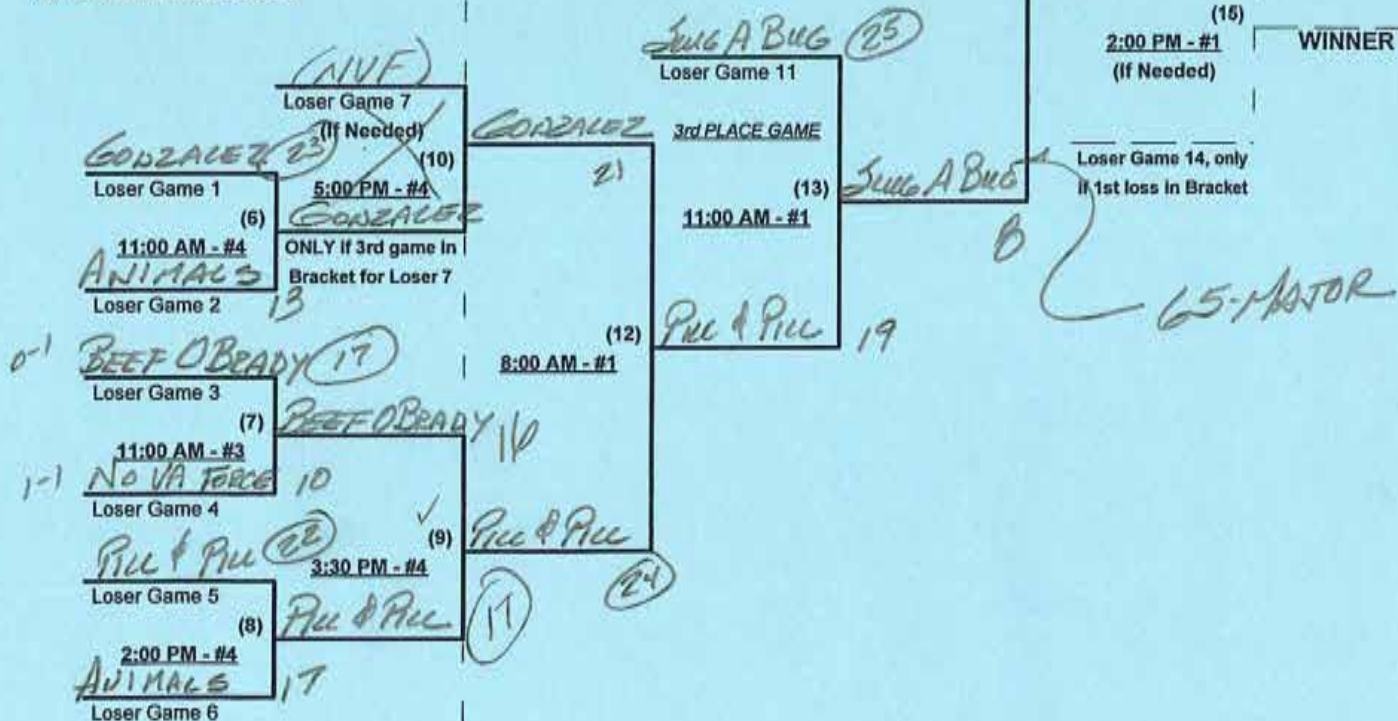 (15)
2:00 PM - #1
(If Needed)
WINNER
Loser Game 14, only
if 1st loss in Bracket
SLUG A BUG 25
Loser Game 11
3rd PLACE GAME
(13)
11:00 AM - #1
SLUG A BUG
8
65-MAJOR
(NVF)
Loser Game 7
(If Needed)
(10)
5:00 PM - #4
GONZALEZ
ONLY if 3rd game in
Bracket for Loser 7
GONZALEZ
21
GONZALEZ 23
Loser Game 1
(6)
11:00 AM - #4
ANIMALS
13
Loser Game 2
(12)
8:00 AM - #1
PILL & PILL 19
0-1
BEEF O BRADY 17
Loser Game 3
(7)
11:00 AM - #3
BEEF O BRADY 16
1-1
NO VA FORCE 10
Loser Game 4
PILL & PILL 22
Loser Game 5
(9)
3:30 PM - #4
PILL & PILL
24
(8)
2:00 PM - #4
PILL & PILL 17
ANIMALS 17
Loser Game 6